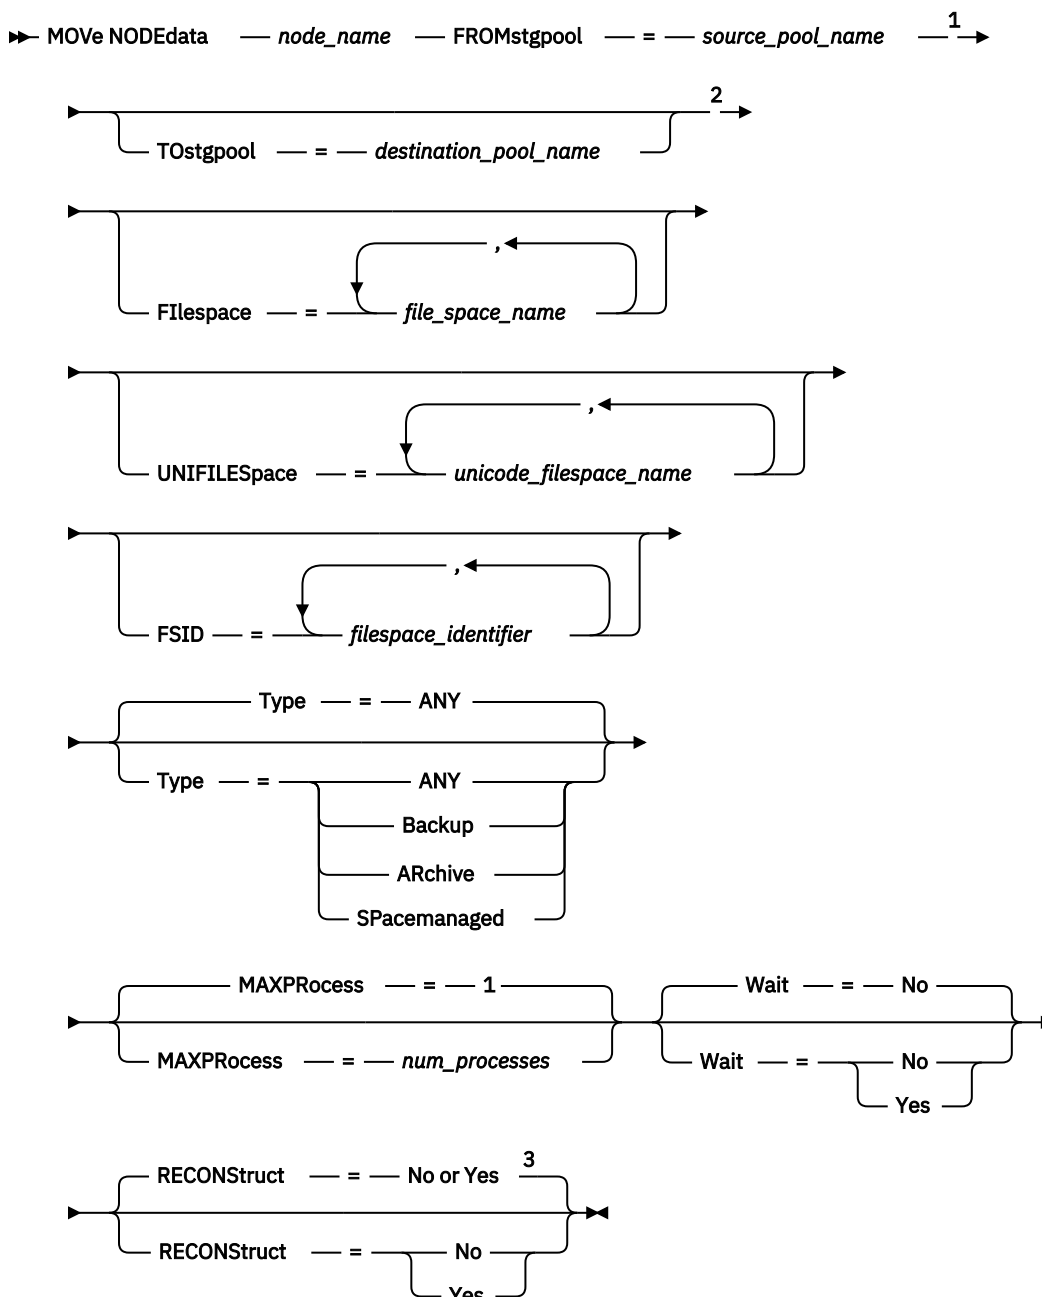 MOVe NODEdata node_name FROMstgpool = source_pool_name 1
2
TOstgpool = destination_pool_name
,
FIlespace = file_space_name
,
UNIFILESpace = unicode_filespace_name
,
FSID = filespace_identifier
Type = ANY
Type = ANY
Backup
ARchive
SPacemanaged
MAXPRocess = 1 Wait = No
MAXPRocess = num_processes Wait = No
Yes
RECONStruct = No or Yes 3
RECONStruct = No
Yes